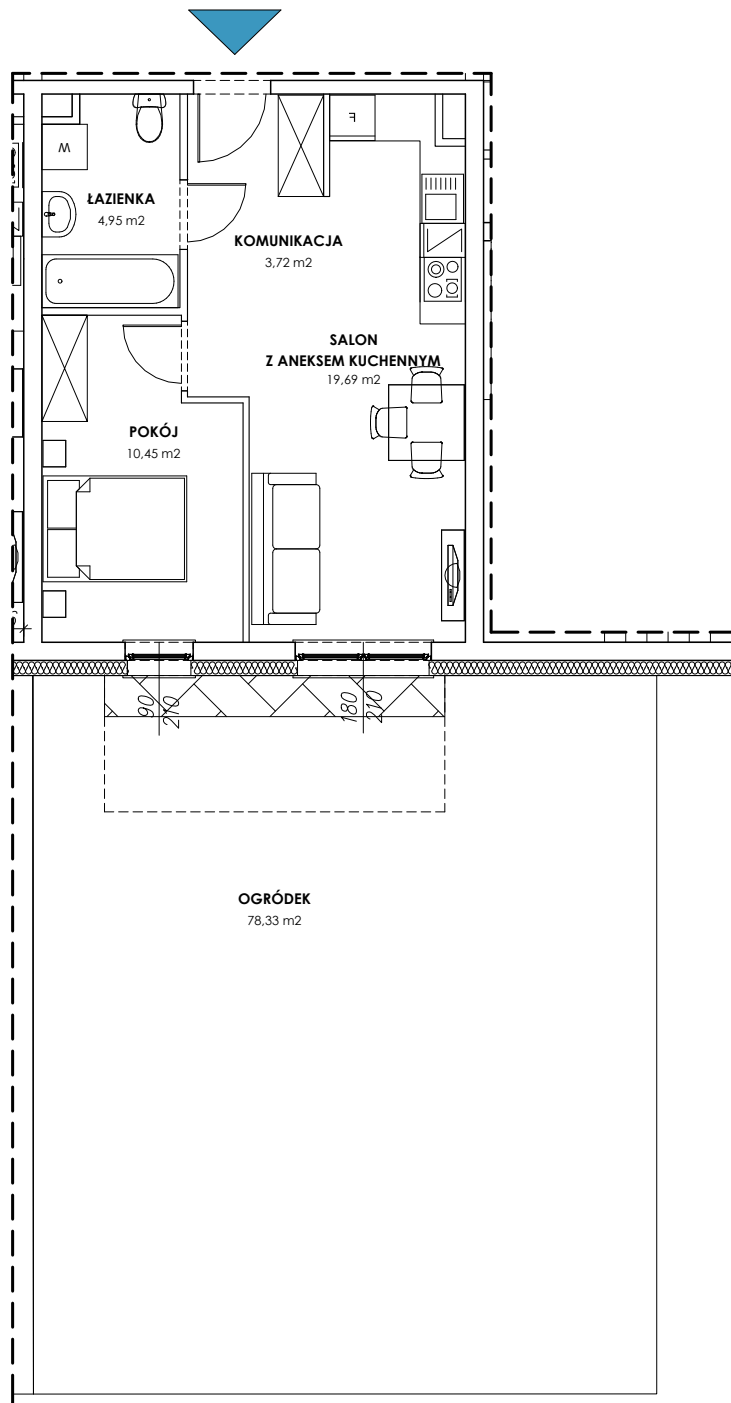 F
M
ŁAZIENKA
4,95 m2
KOMUNIKACJA
3,72 m2
SALON
Z ANEKSEM KUCHENNYM
19,69 m2
POKÓJ
10,45 m2
90
210
180
210
OGRÓDEK
78,33 m2